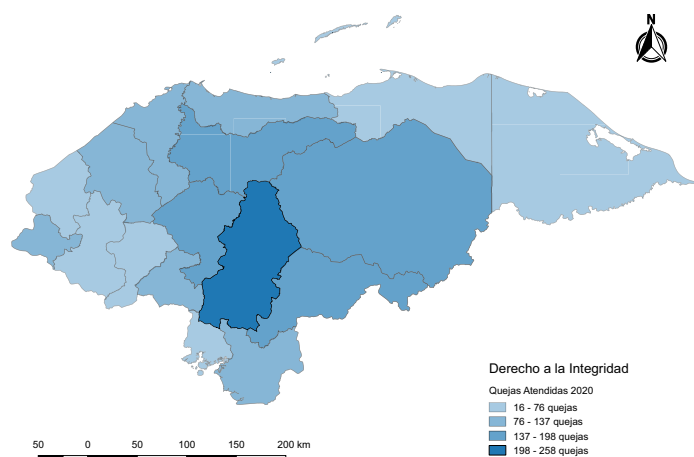 N
Derecho a la Integridad
Quejas Atendidas 2020
16 - 76 quejas
76 - 137 quejas
137 - 198 quejas
198 - 258 quejas
50 0 50 100 150 200 km